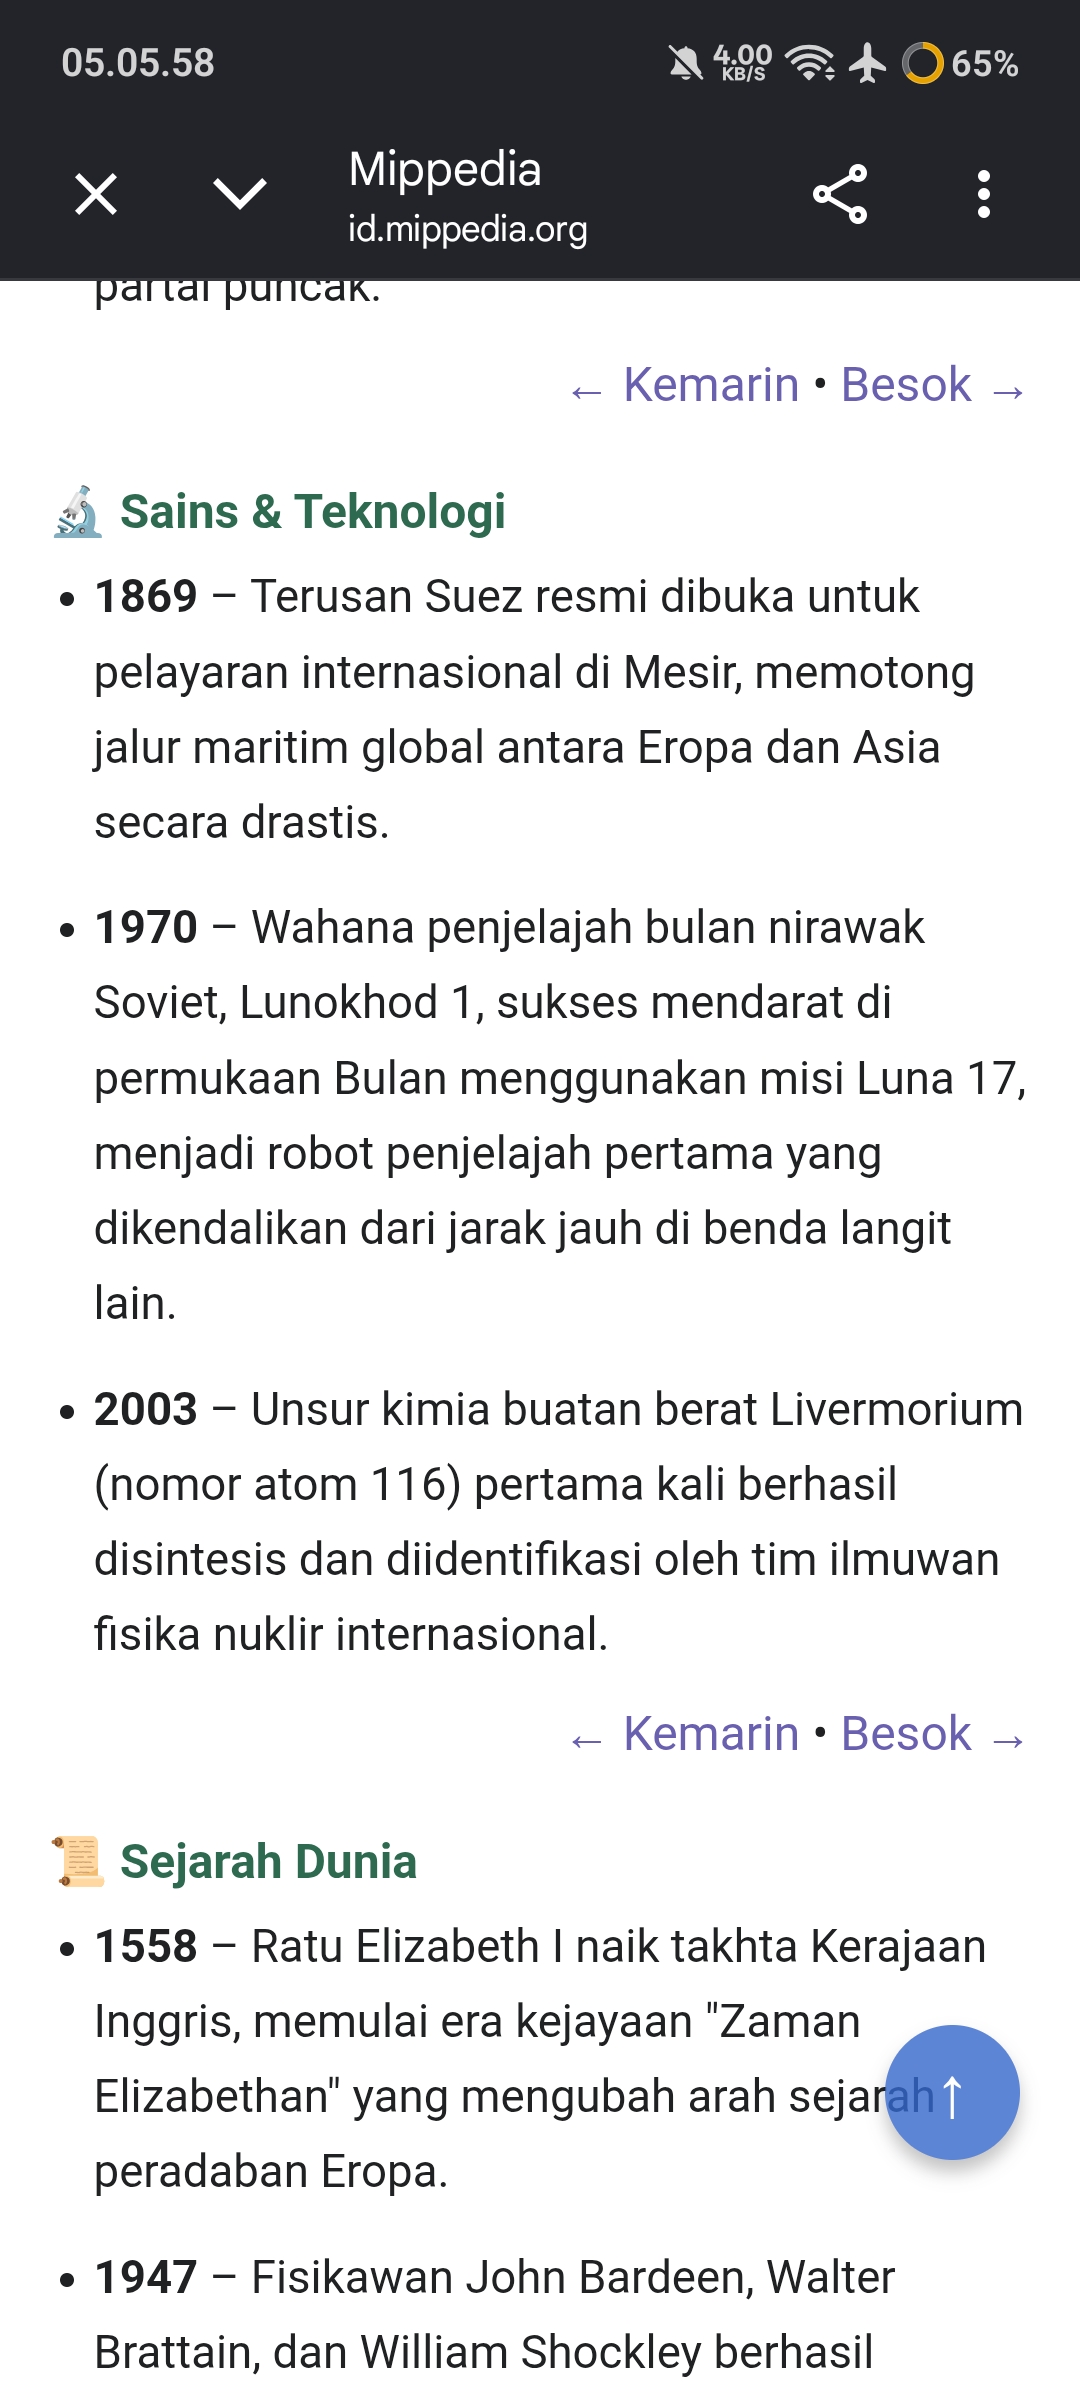 05.05.58
4.00
KB/S
65%
Mippedia
id.mippedia.org
partai puncak.
← Kemarin • Besok →
Sains & Teknologi
• 1869 – Terusan Suez resmi dibuka untuk
pelayaran internasional di Mesir, memotong
jalur maritim global antara Eropa dan Asia
secara drastis.
• 1970 – Wahana penjelajah bulan nirawak
Soviet, Lunokhod 1, sukses mendarat di
permukaan Bulan menggunakan misi Luna 17,
menjadi robot penjelajah pertama yang
dikendalikan dari jarak jauh di benda langit
lain.
• 2003 – Unsur kimia buatan berat Livermorium
(nomor atom 116) pertama kali berhasil
disintesis dan diidentifikasi oleh tim ilmuwan
fisika nuklir internasional.
← Kemarin • Besok →
Sejarah Dunia
• 1558 – Ratu Elizabeth I naik takhta Kerajaan
Inggris, memulai era kejayaan "Zaman
Elizabethan" yang mengubah arah sejarah
↑
peradaban Eropa.
• 1947 – Fisikawan John Bardeen, Walter
Brattain, dan William Shockley berhasil